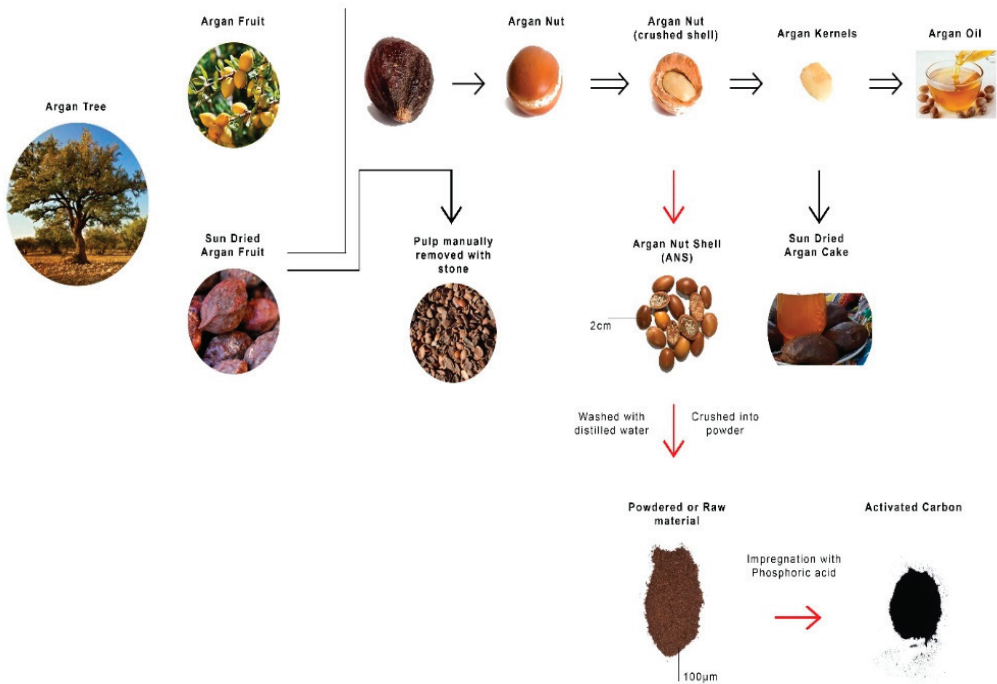 Argan Tree
Argan Fruit
Sun Dried
Argan Fruit
Pulp manually
removed with
stone
Argan Nut
Argan Nut
(crushed shell)
Argan Kernels
Argan Oil
Argan Nut Shell
(ANS)
2cm
Sun Dried
Argan Cake
Washed with
distilled water
Crushed into
powder
Powdered or Raw
material
100μm
Impregnation with
Phosphoric acid
Activated Carbon